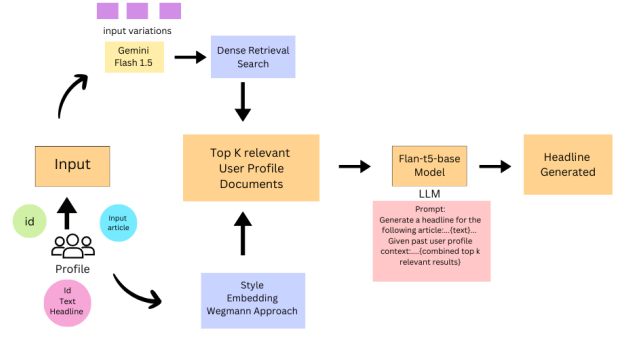 input variations
Gemini
Flash 1.5
Dense Retrieval
Search
Input
Top K relevant
User Profile
Documents
Flan-t5-base
Model
Headline
Generated
LLM
Prompt:
Generate a headline for the
following article:...{text}...
Given past user profile
context:....{combined top k
relevant results}
id
Input
article
Profile
Id
Text
Headline
Style
Embedding
Wegmann Approach